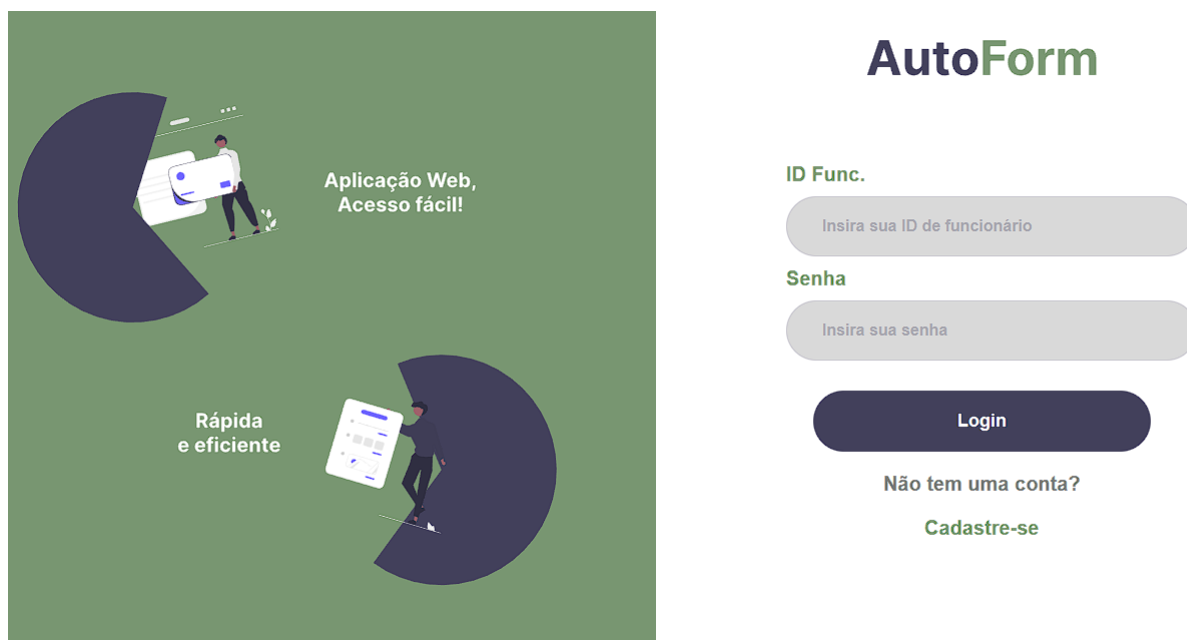 Aplicação Web,
Acesso fácil!
Rápida
e eficiente
AutoForm
ID Func.
Insira sua ID de funcionário
Senha
Insira sua senha
Login
Não tem uma conta?
Cadastre-se